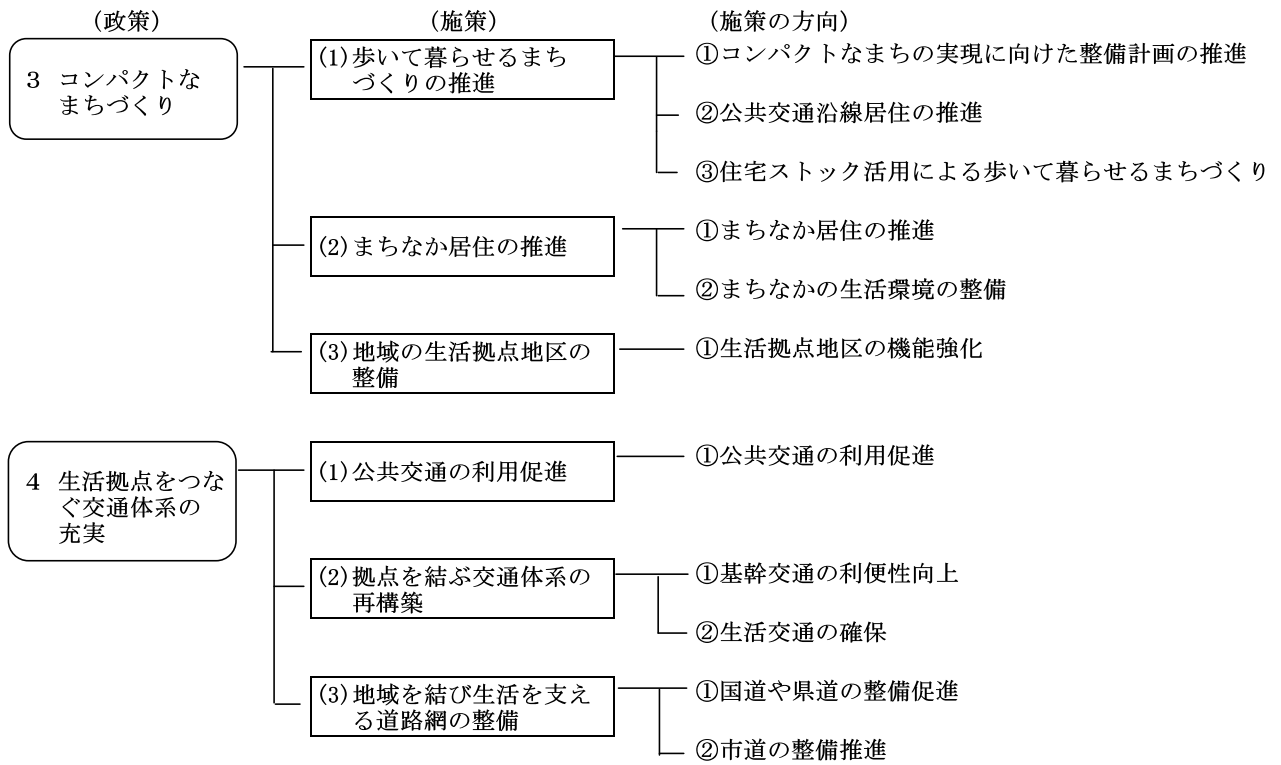 （政策）
（施策）
（施策の方向）
３ コンパクトな
まちづくり
(1) 歩いて暮らせるまち
づくりの推進
①コンパクトなまちの実現に向けた整備計画の推進
②公共交通沿線居住の推進
③住宅ストック活用による歩いて暮らせるまちづくり
(2) まちなか居住の推進
①まちなか居住の推進
②まちなかの生活環境の整備
(3) 地域の生活拠点地区の
整備
①生活拠点地区の機能強化
４ 生活拠点をつな
ぐ交通体系の
充実
(1) 公共交通の利用促進
①公共交通の利用促進
(2) 拠点を結ぶ交通体系の
再構築
①基幹交通の利便性向上
②生活交通の確保
(3) 地域を結び生活を支え
る道路網の整備
①国道や県道の整備促進
②市道の整備推進